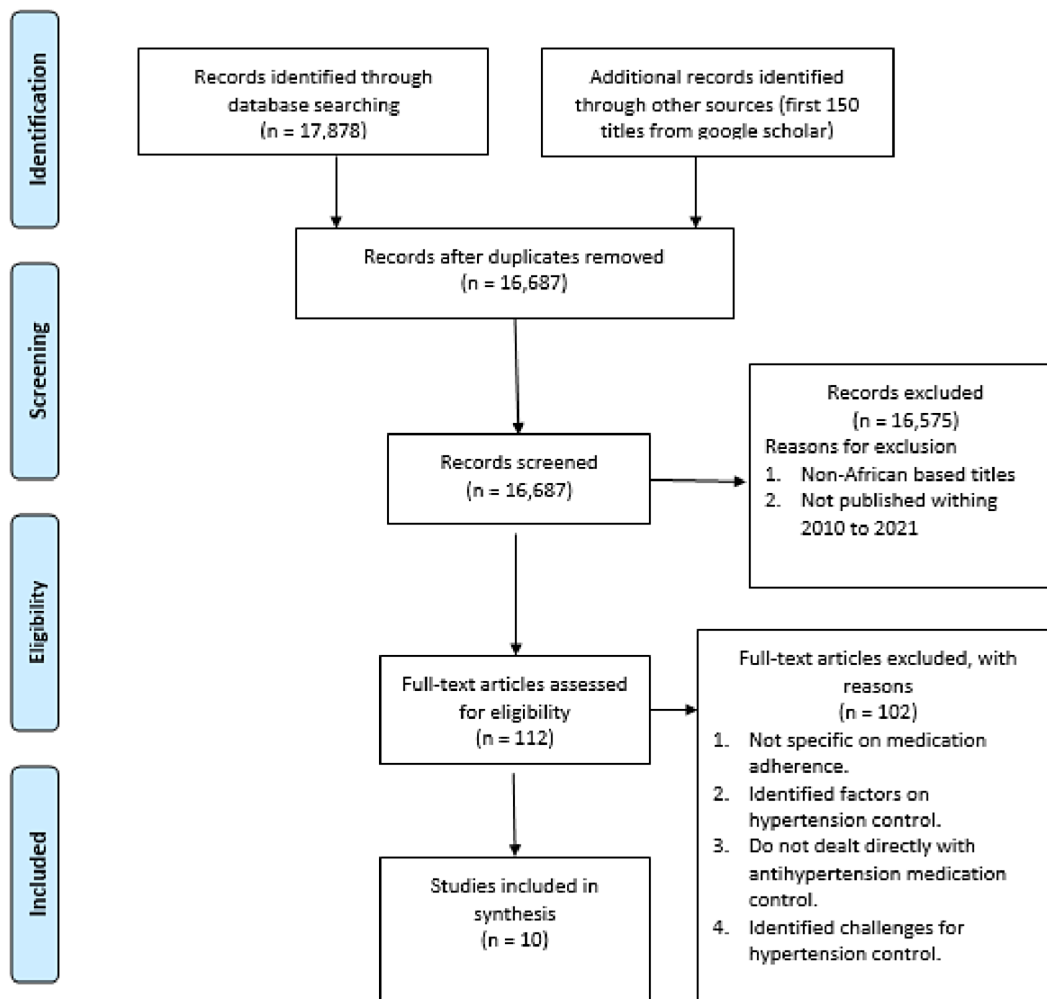 Identification
Records identified through
database searching
(n = 17,878)
Additional records identified
through other sources (first 150
titles from google scholar)
Records after duplicates removed
(n = 16,687)
Screening
Records screened
(n = 16,687)
Records excluded
(n = 16,575)
Reasons for exclusion
1. Non-African based titles
2. Not published withing
2010 to 2021
Eligibility
Full-text articles assessed
for eligibility
(n = 112)
Full-text articles excluded, with
reasons
(n = 102)
1. Not specific on medication
adherence.
2. Identified factors on
hypertension control.
3. Do not dealt directly with
antihypertension medication
control.
4. Identified challenges for
hypertension control.
Included
Studies included in
synthesis
(n = 10)